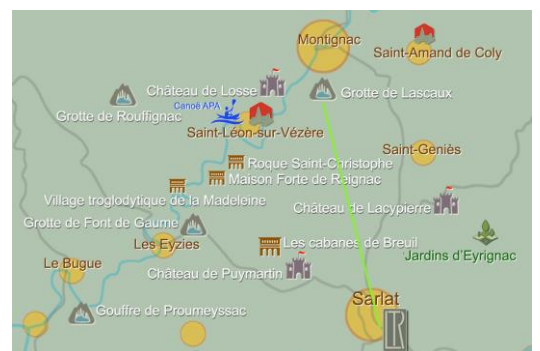 Montignac
Saint-Amand de Coly
Château de Losse
Grotte de Lascaux
Grotte de Rouffignac
Canoë APA
Saint-Léon-sur-Vézère
Saint-Geniès
Roque Saint-Christophe
Maison Forte de Reignac
Village troglodytique de la Madeleine
Château de Lacypierre
Grotte de Font de Gaume
Les Eyzies
Les cabanes de Breuil
Jardins d'Eyrignac
Le Bugue
Château de Puymartin
Sarlat
Gouffre de Proumeyssac